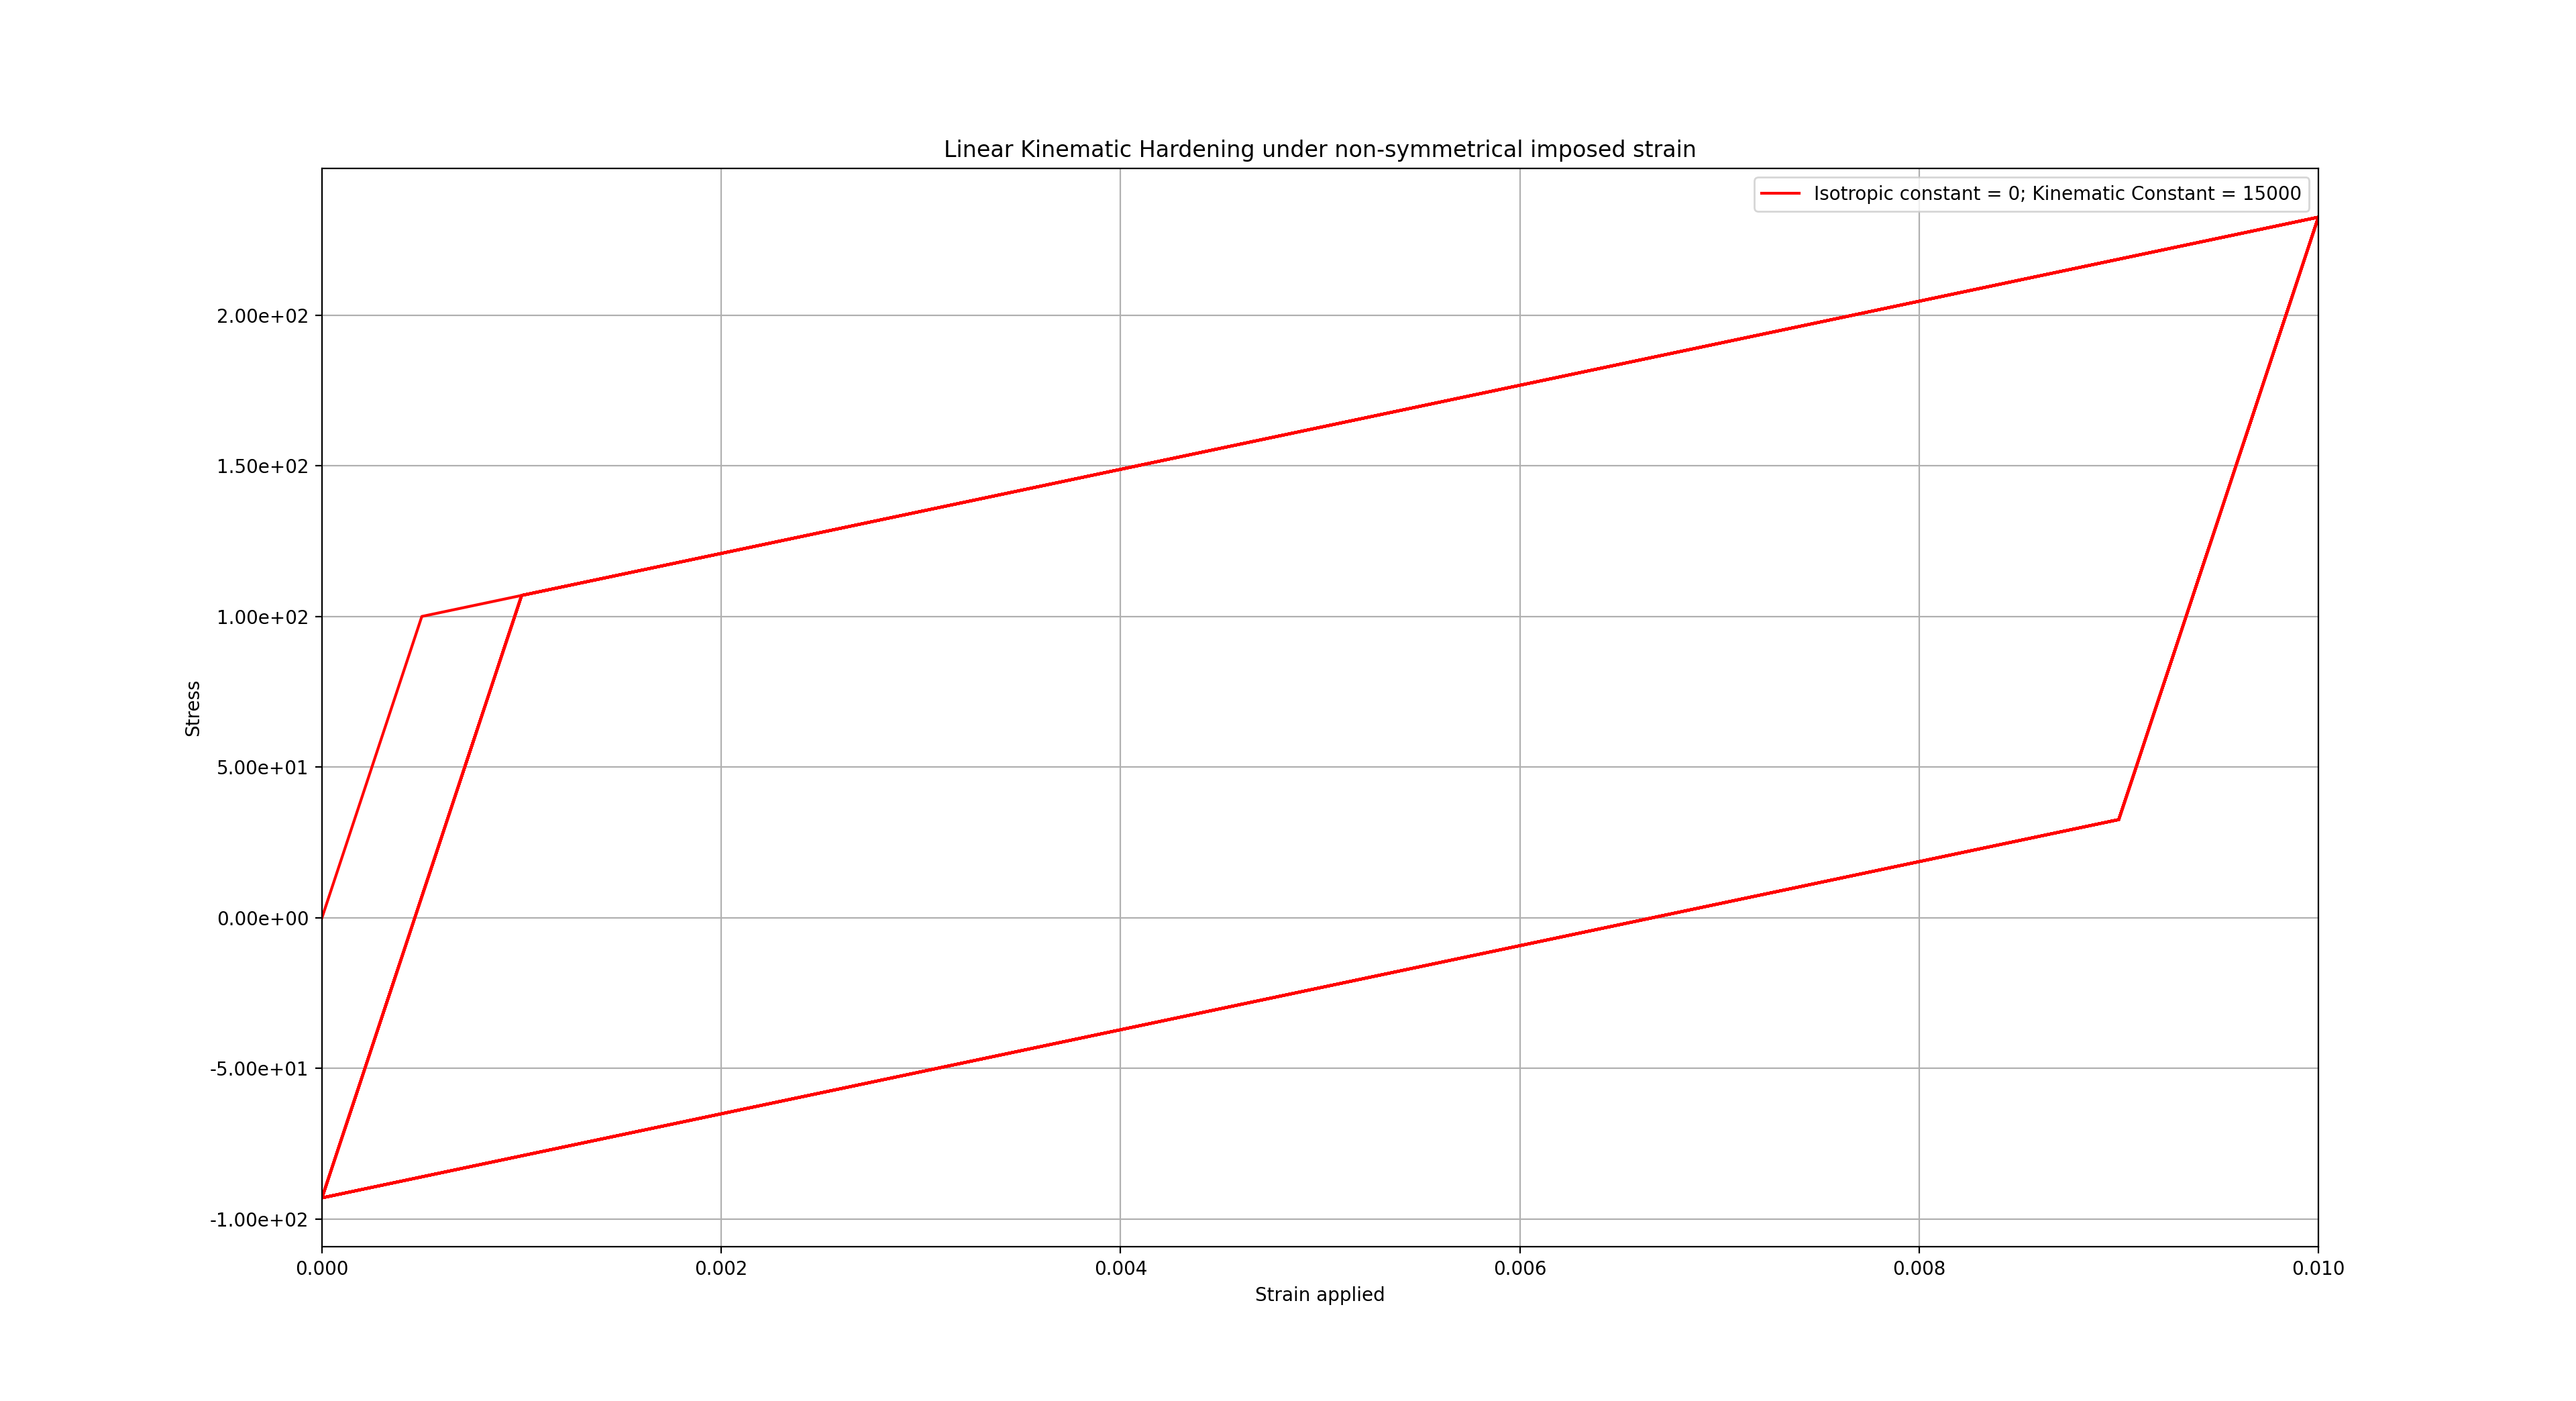 Linear Kinematic Hardening under non-symmetrical imposed strain
Isotropic constant = 0; Kinematic Constant = 15000
2.00e+02
1.50e+02
1.00e+02
5.00e+01
0.00e+00
-5.00e+01
-1.00e+02
Stress
0.000 0.002 0.004 0.006 0.008 0.010
Strain applied